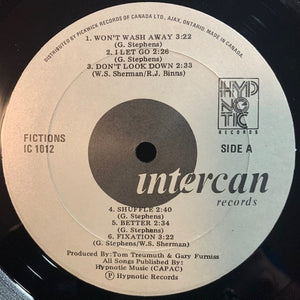 DISTRIBUTED BY PICKWICK RECORDS OF CANADA LTD., AJAX, ONTARIO. MADE IN CANADA.
1. WON'T WASH AWAY 3:22
(G. Stephens)
2. I LET GO 2:26
(G. Stephens)
3. DON'T LOOK DOWN 2:33
(W.S. Sherman/R.J. Binns)
HYP
NO
TIC
RECORDS
FICTIONS
IC 1012
SIDE A
intercan
records
4. SHUFFLE 2:40
(G. Stephens)
5. BETTER 2:34
(G. Stephens)
6. FIXATION 3:22
(G. Stephens/W.S. Sherman)
Produced By: Tom Treumuth & Gary Furniss
All Songs Published By:
Hypnotic Music (CAPAC)
℗ Hypnotic Records